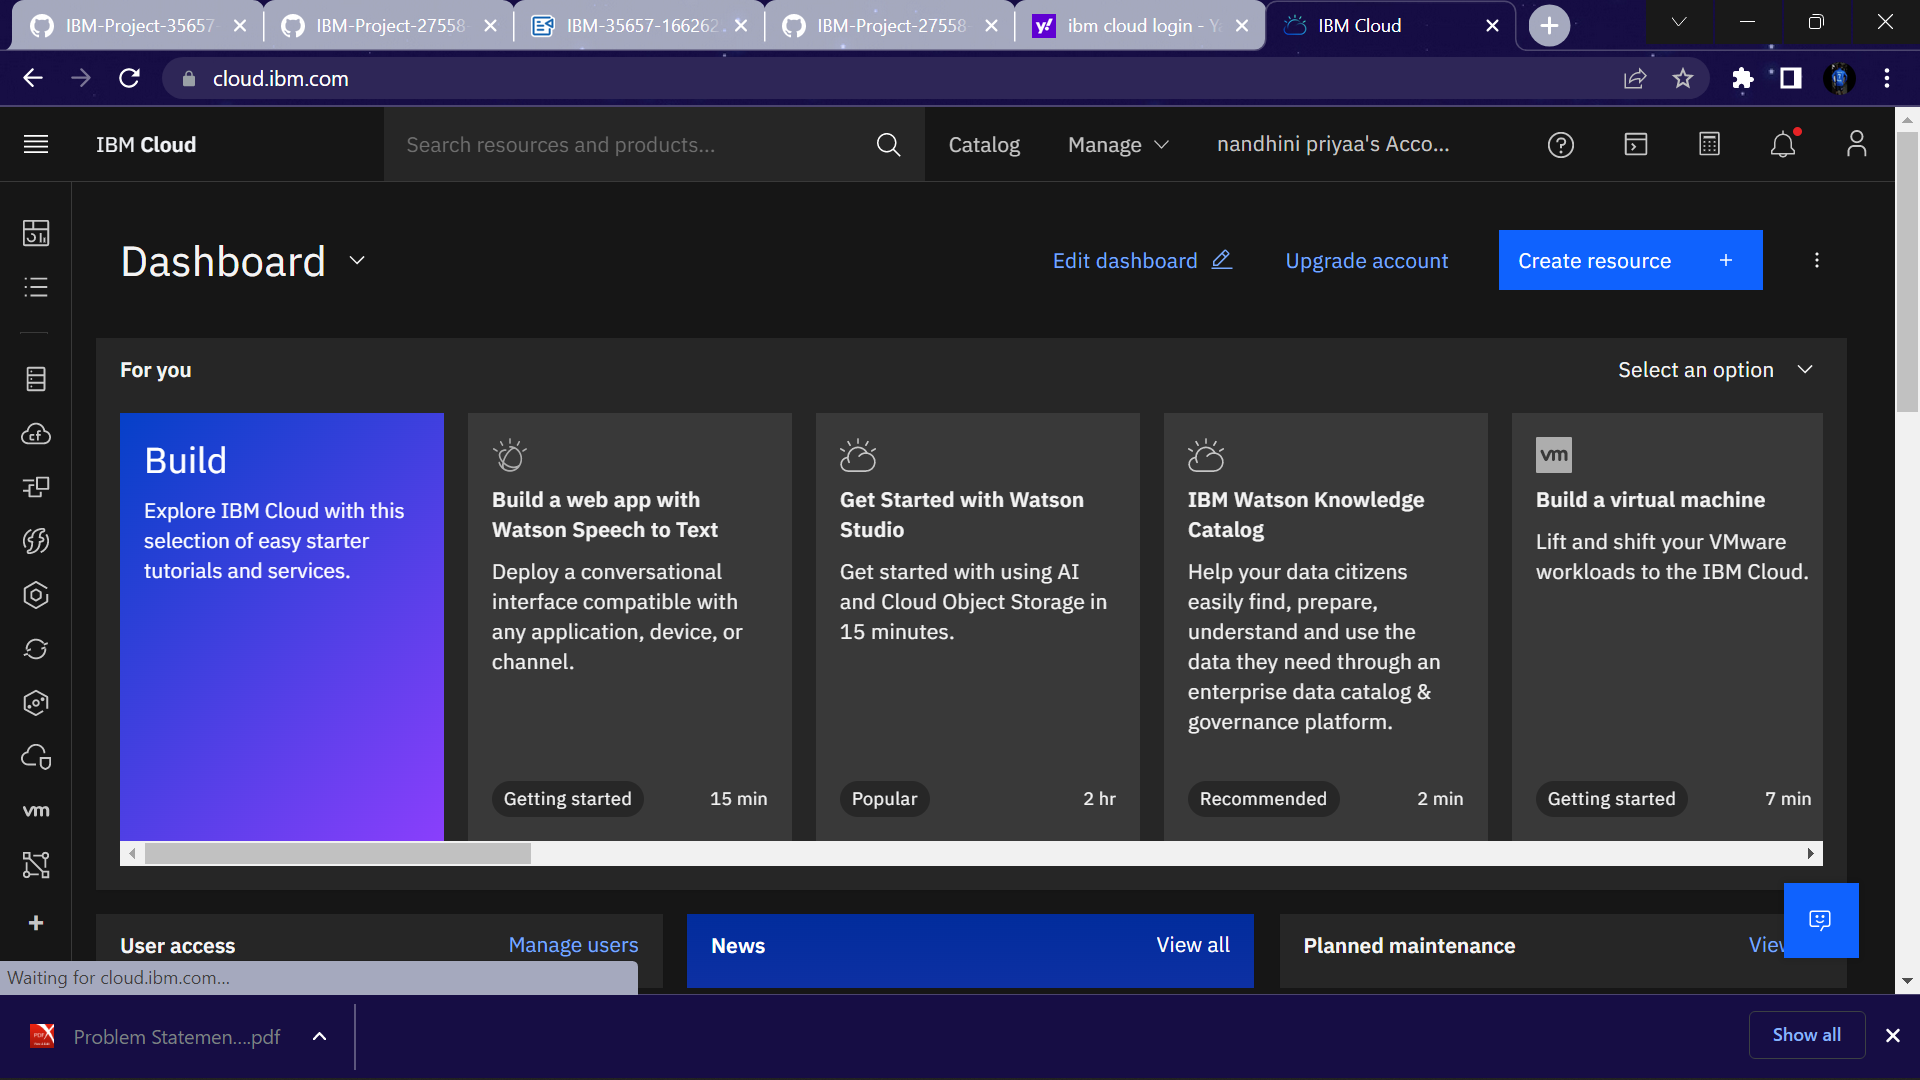 IBM-Project-35657-
IBM-Project-27558-
IBM-35657-166262...
IBM-Project-27558-
ibm cloud login - Ya
IBM Cloud
cloud.ibm.com
IBM Cloud
Search resources and products...
Catalog
Manage
nandhini priyaa's Acco...
Dashboard
Edit dashboard
Upgrade account
Create resource +
For you
Select an option
Build
Explore IBM Cloud with this
selection of easy starter
tutorials and services.
Build a web app with
Watson Speech to Text
Deploy a conversational
interface compatible with
any application, device, or
channel.
Getting started
15 min
Get Started with Watson
Studio
Get started with using AI
and Cloud Object Storage in
15 minutes.
Popular
2 hr
IBM Watson Knowledge
Catalog
Help your data citizens
easily find, prepare,
understand and use the
data they need through an
enterprise data catalog &
governance platform.
Recommended
2 min
vm
Build a virtual machine
Lift and shift your VMware
workloads to the IBM Cloud.
Getting started
7 min
cf
vm
User access
Manage users
News
View all
Planned maintenance
View
Waiting for cloud.ibm.com...
Problem Statemen....pdf
Show all